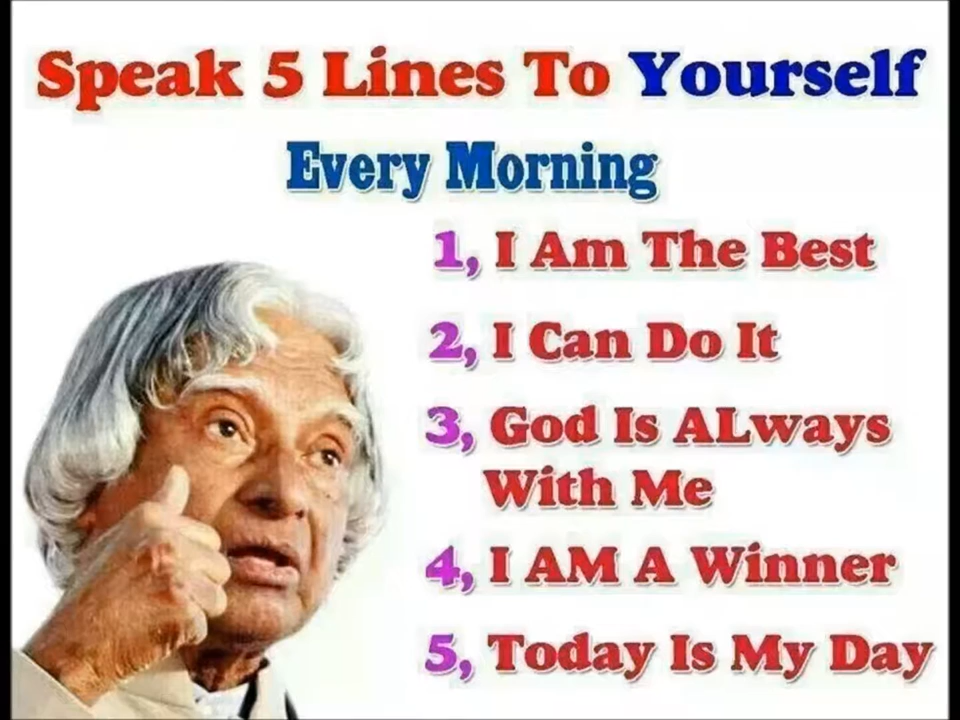 Speak 5 Lines To Yourself
Every Morning
1, I Am The Best
2, I Can Do It
3, God Is ALways
With Me
4, I AM A Winner
5, Today Is My Day